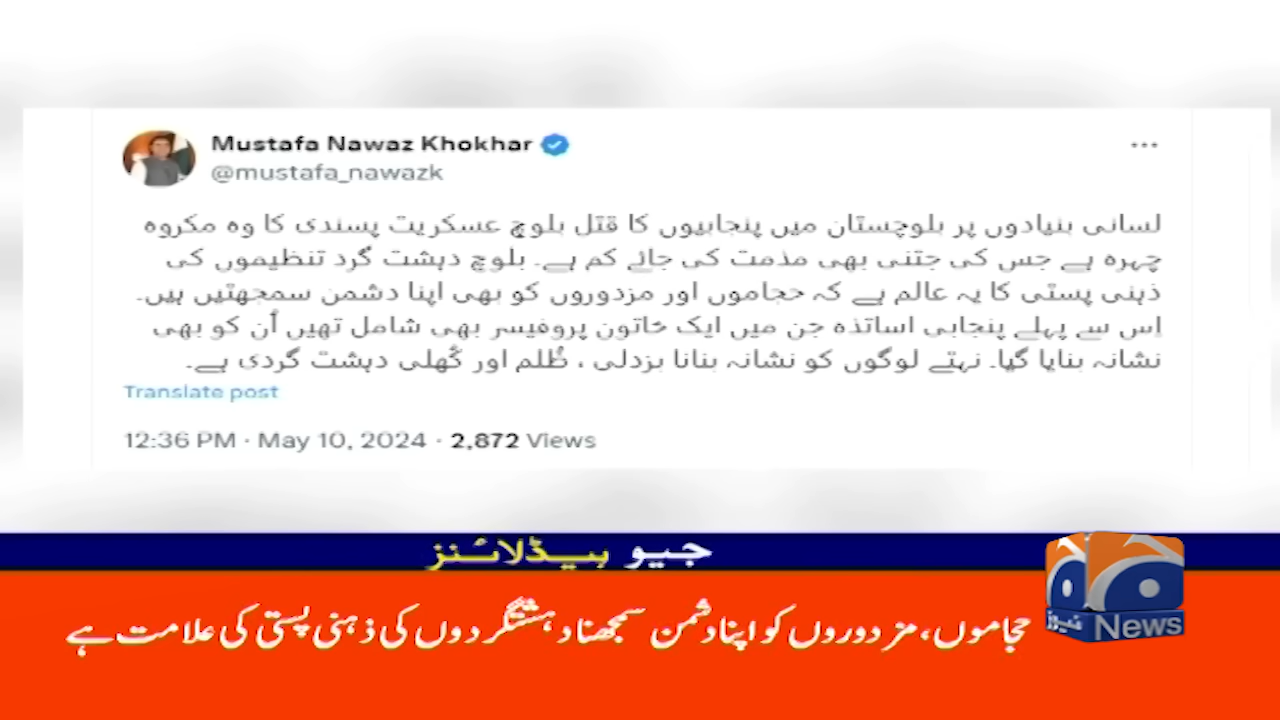 Mustafa Nawaz Khokhar
@mustafa_nawazk
لسانی بنیادوں پر بلوچستان میں پنجابیوں کا قتل بلوچ عسکریت پسندی کا وہ مکروہ
چہرہ ہے جس کی جتنی بھی مذمت کی جائے کم ہے۔ بلوچ دہشت گرد تنظیموں کی
ذہنی پستی کا یہ عالم ہے کہ حجاموں اور مزدوروں کو بھی اپنا دشمن سمجھتیں ہیں۔
اِس سے پہلے پنجابی اساتذہ جن میں ایک خاتون پروفیسر بھی شامل تھیں اُن کو بھی
نشانہ بنایا گیا۔ نہتے لوگوں کو نشانہ بنانا بزدلی ، ظُلم اور کُھلی دہشت گردی ہے۔
Translate post
12:36 PM · May 10, 2024 · 2,872 Views
جیو ہیڈلائنز
حجاموں، مزدوروں کو اپنا دشمن سمجھنا دہشتگردوں کی ذہنی پستی کی علامت ہے
جیو نیوز
News